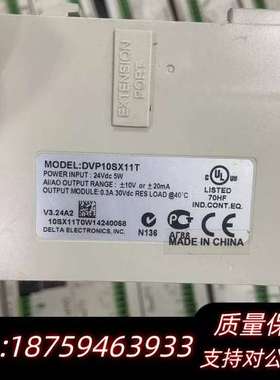 EXTENSION
PORT
MODEL:DVP10SX11T
POWER INPUT : 24Vdc 5W
AI/AO OUTPUT RANGE : ±10V or ±20mA
OUTPUT MODULE : 0.3A 30Vdc RES LOAD @40℃
V3.24A2
10SX11T0W14240068
DELTA ELECTRONICS, INC.
N136
UL
LISTED
70HF
IND.CONT.EQ.
MADE IN CHINA
质量保
:18759463933
支持对公